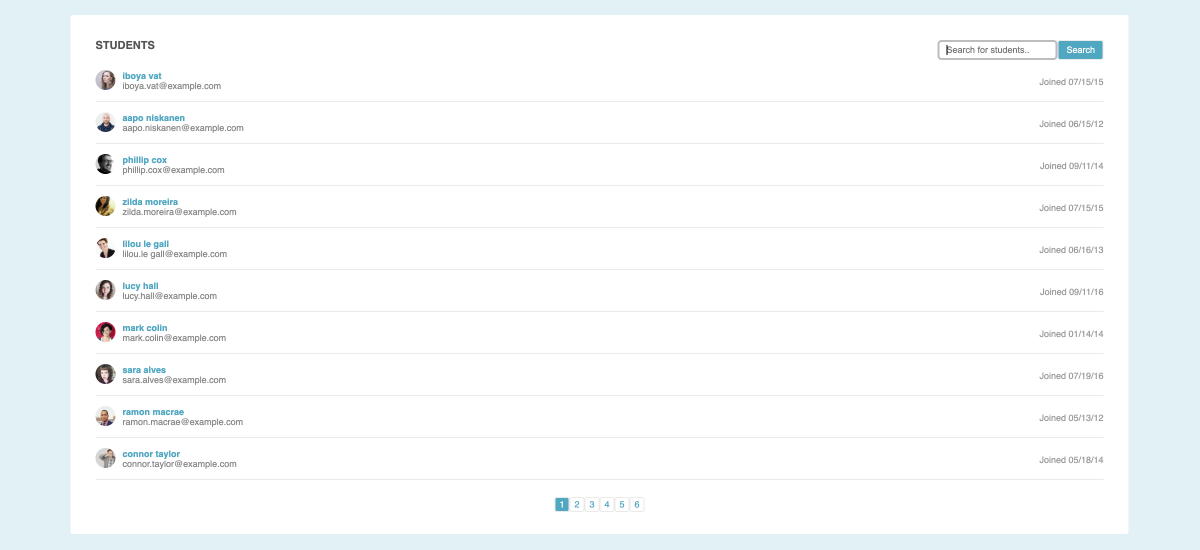 STUDENTS
Search for students..
Search
iboya vat
iboya.vat@example.com
Joined 07/15/15
aapo niskanen
aapo.niskanen@example.com
Joined 06/15/12
phillip cox
phillip.cox@example.com
Joined 09/11/14
zilda moreira
zilda.moreira@example.com
Joined 07/15/15
lilou le gall
lilou.le gall@example.com
Joined 06/16/13
lucy hall
lucy.hall@example.com
Joined 09/11/16
mark colin
mark.colin@example.com
Joined 01/14/14
sara alves
sara.alves@example.com
Joined 07/19/16
ramon macrae
ramon.macrae@example.com
Joined 05/13/12
connor taylor
connor.taylor@example.com
Joined 05/18/14
1 2 3 4 5 6